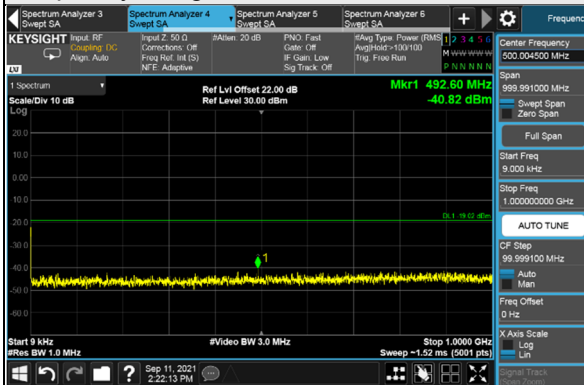 Spectrum Analyzer 3
Swept SA
Spectrum Analyzer 4
Swept SA
Spectrum Analyzer 5
Swept SA
Spectrum Analyzer 6
Swept SA
+
Frequency
KEYSIGHT
Input: RF
Coupling: DC
Align: Auto
Input Z: 50 Ω
Corrections: Off
Freq Ref: Int (S)
NFE: Adaptive
#Atten: 20 dB
PNO: Fast
Gate: Off
IF Gain: Low
Sig Track: Off
#Avg Type: Power (RMS
Avg|Hold:>100/100
Trig: Free Run
1 2 3 4 5 6
M W W W W W
P N N N N N
LU
1 Spectrum
Scale/Div 10 dB
Log
Ref Lvl Offset 22.00 dB
Ref Level 30.00 dBm
Mkr1 492.60 MHz
-40.82 dBm
20.0
10.0
0.00
-10.0
-20.0
-30.0
-40.0
-50.0
-60.0
DL1 -19.02 dBm
1
Start 9 kHz
#Res BW 1.0 MHz
#Video BW 3.0 MHz
Stop 1.0000 GHz
Sweep ~1.52 ms (5001 pts)
Center Frequency
500.004500 MHz
Span
999.991000 MHz
Swept Span
Zero Span
Full Span
Start Freq
9.000 kHz
Stop Freq
1.000000000 GHz
AUTO TUNE
CF Step
99.999100 MHz
Auto
Man
Freq Offset
0 Hz
X Axis Scale
Log
Lin
Signal Track
(Span Zoom)
?
Sep 11, 2021
2:22:13 PM